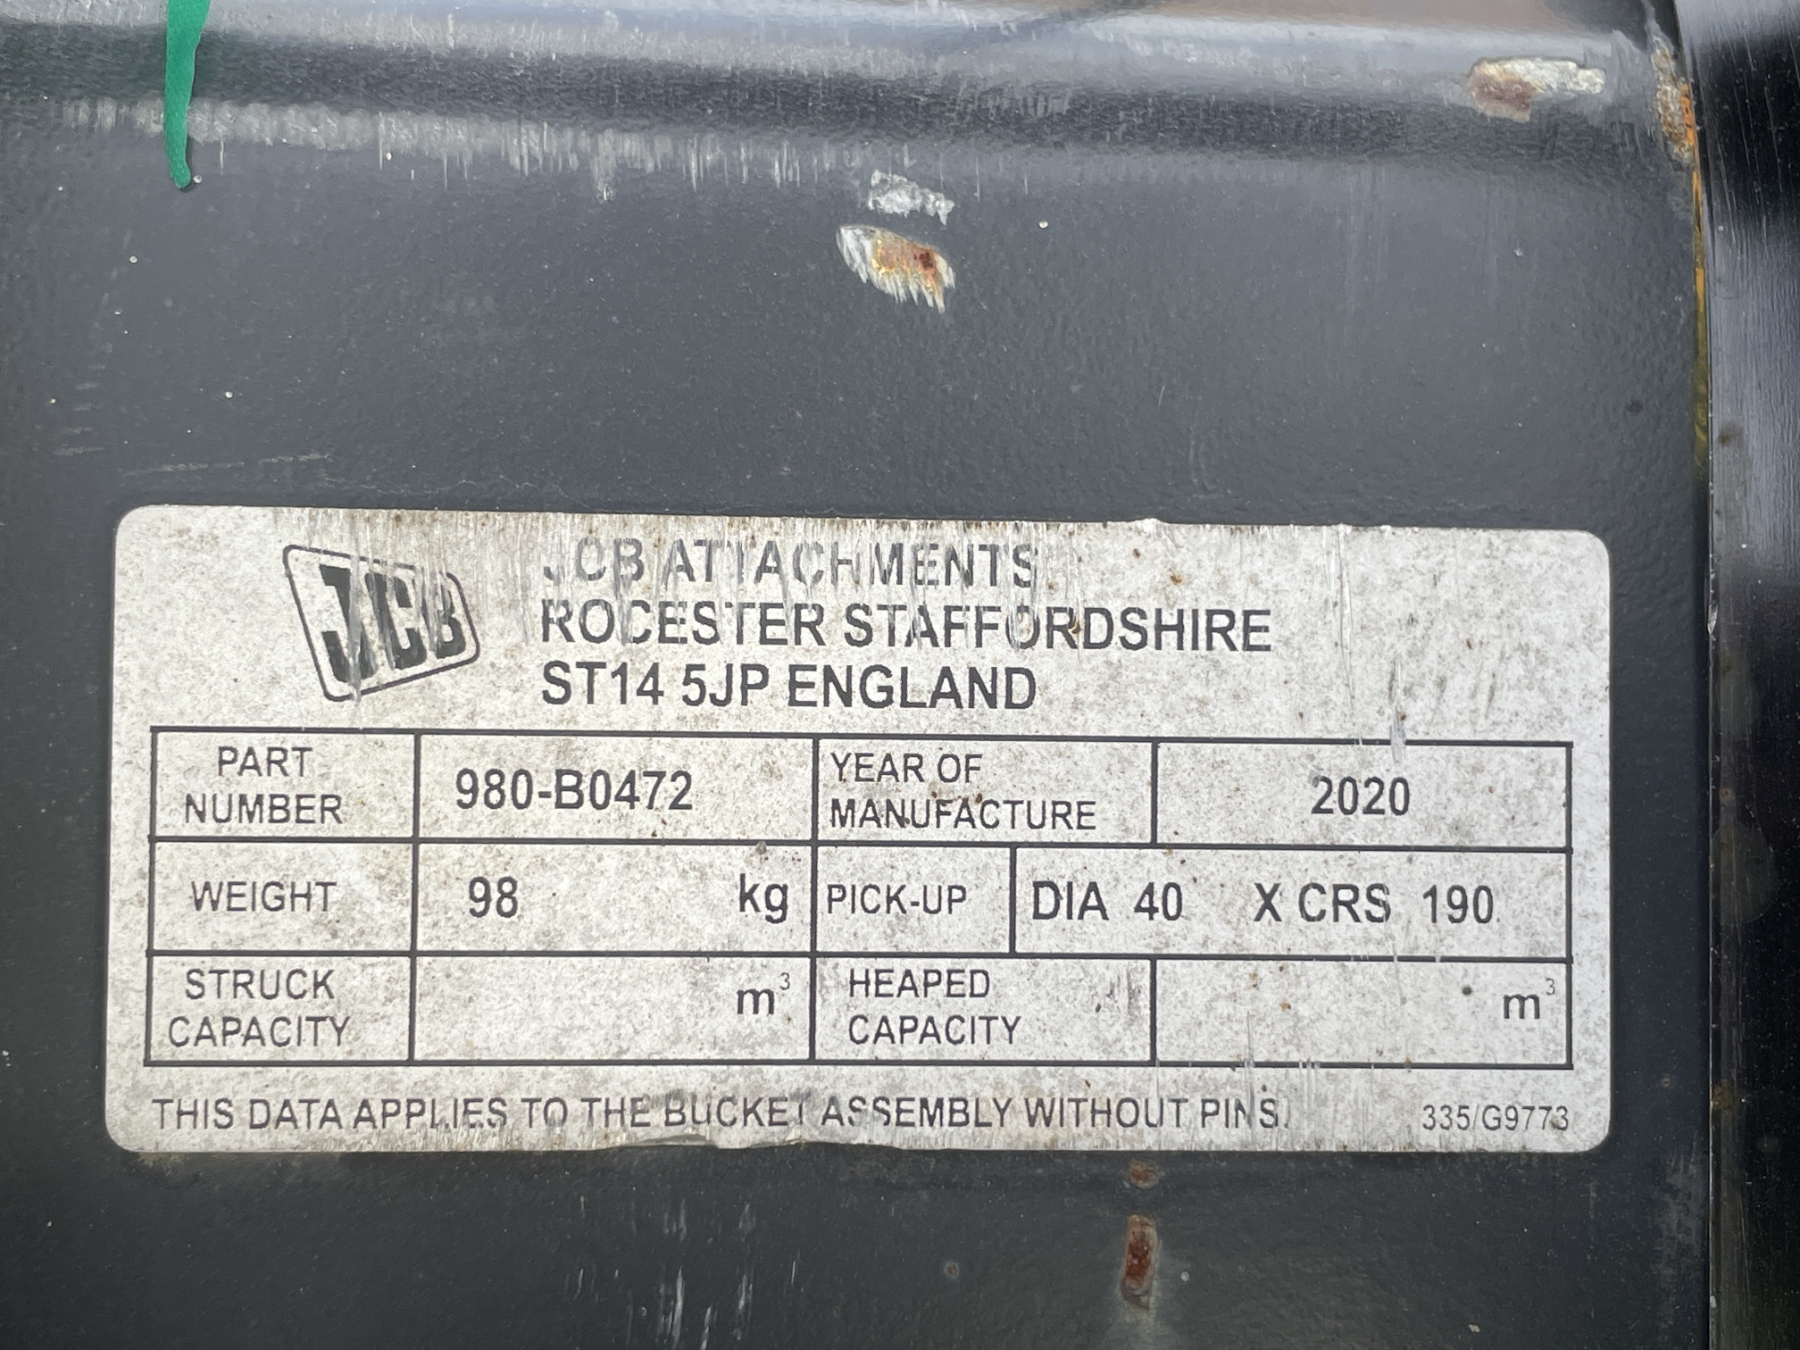 JCB
JCB ATTACHMENTS
ROCESTER STAFFORDSHIRE
ST14 5JP ENGLAND
PART NUMBER 980-B0472 YEAR OF MANUFACTURE 2020
WEIGHT 98 kg PICK-UP DIA 40 X CRS 190
STRUCK CAPACITY m³ HEAPED CAPACITY m³
THIS DATA APPLIES TO THE BUCKET ASSEMBLY WITHOUT PINS. 335/G9773